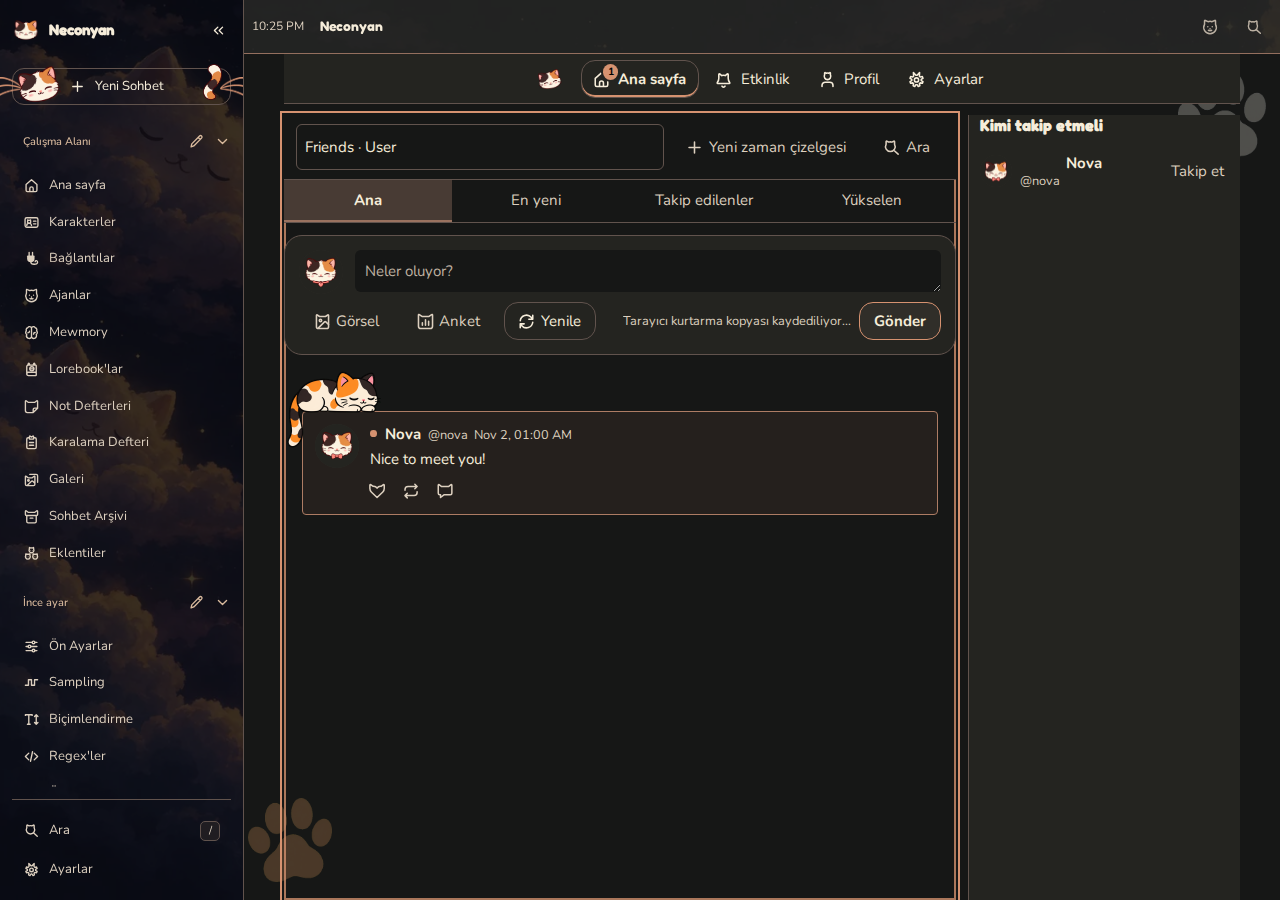 Neconyan
Yeni Sohbet
Çalışma Alanı
Ana sayfa
Karakterler
Bağlantılar
Ajanlar
Mewmory
Lorebook'lar
Not Defterleri
Karalama Defteri
Galeri
Sohbet Arşivi
Eklentiler
İnce ayar
Ön Ayarlar
Sampling
Biçimlendirme
Regex'ler
Ara
/
Ayarlar
10:25 PM Neconyan
1
Ana sayfa
Etkinlik
Profil
Ayarlar
Friends · User
Yeni zaman çizelgesi
Ara
Ana
En yeni
Takip edilenler
Yükselen
Neler oluyor?
Görsel
Anket
Yenile
Tarayıcı kurtarma kopyası kaydediliyor...
Gönder
Nova @nova Nov 2, 01:00 AM
Nice to meet you!
Kimi takip etmeli
Nova
@nova
Takip et